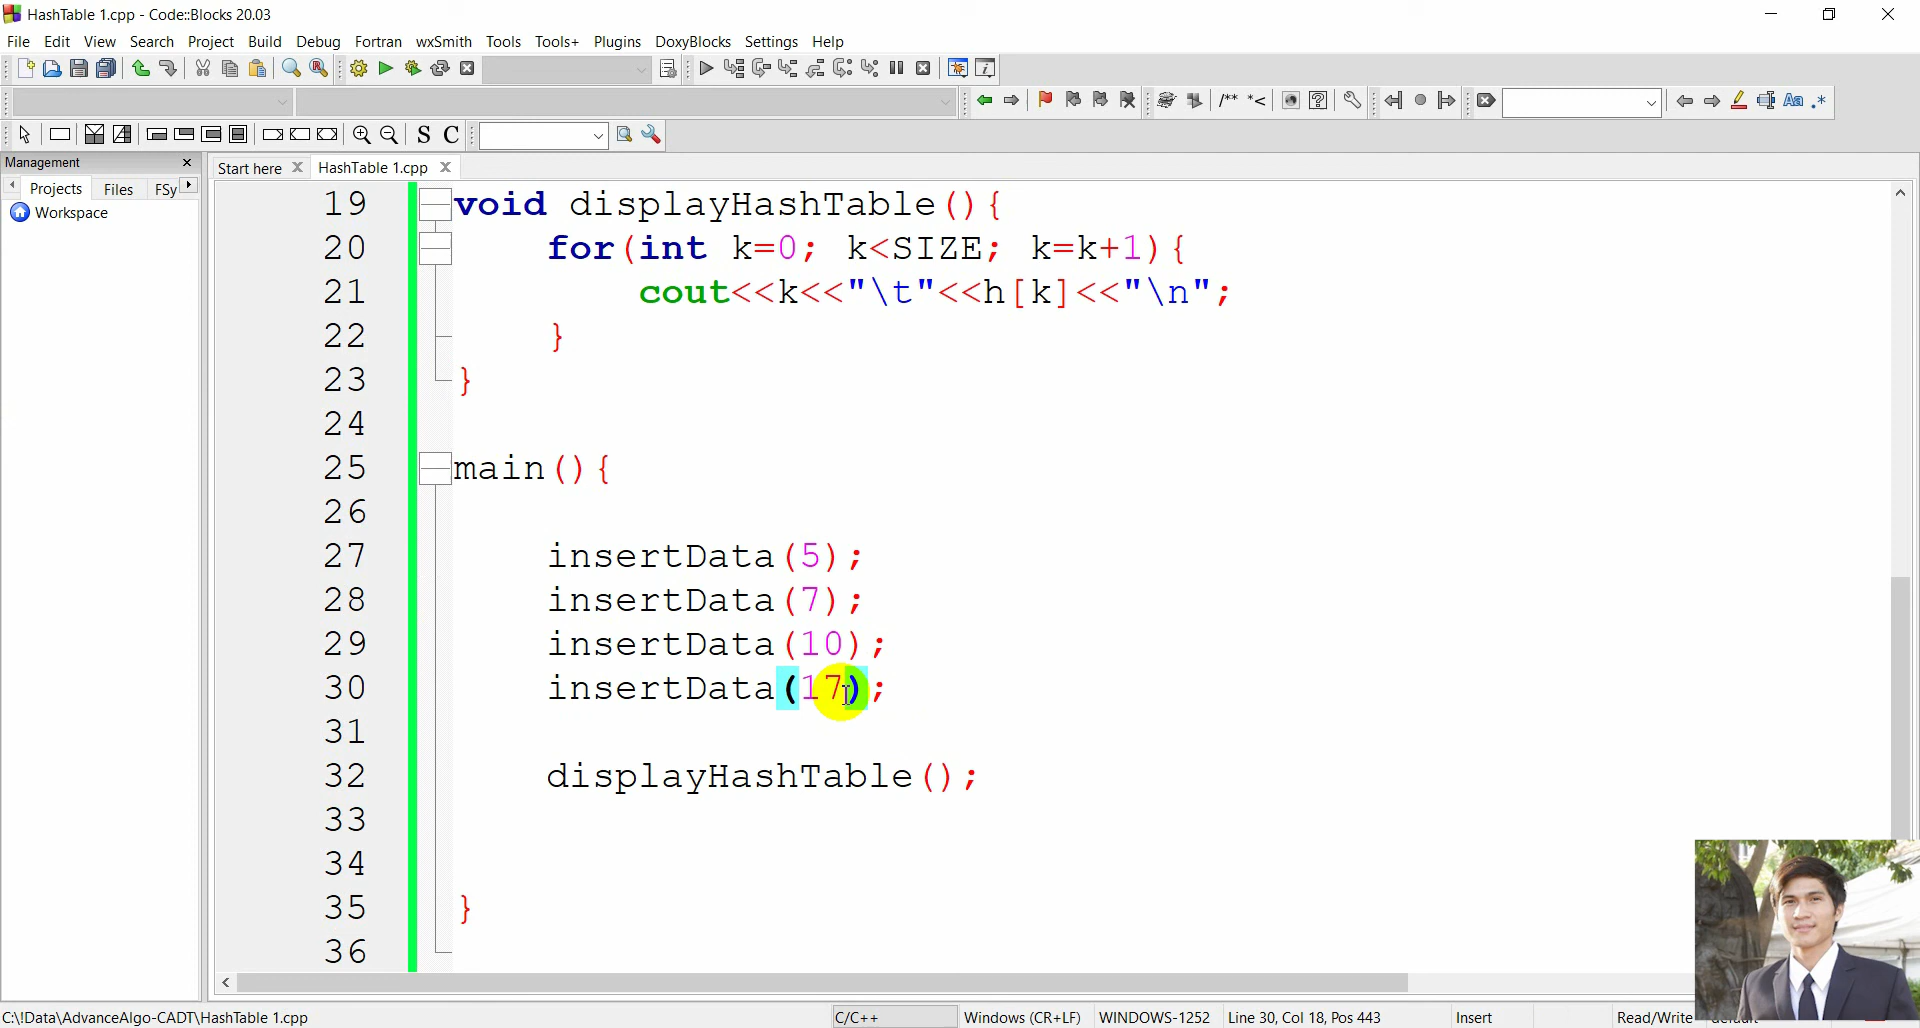 HashTable 1.cpp - Code::Blocks 20.03
File Edit View Search Project Build Debug Fortran wxSmith Tools Tools+ Plugins DoxyBlocks Settings Help
/** *<
Aa .*
S C
Management
Projects Files FSy
Workspace
Start here HashTable 1.cpp
19 void displayHashTable(){
20 for(int k=0; k<SIZE; k=k+1){
21 cout<<k<<"\t"<<h[k]<<"\n";
22 }
23 }
24
25 main(){
26
27 insertData(5);
28 insertData(7);
29 insertData(10);
30 insertData(17);
31
32 displayHashTable();
33
34
35 }
36
C:\!Data\AdvanceAlgo-CADT\HashTable 1.cpp C/C++ Windows (CR+LF) WINDOWS-1252 Line 30, Col 18, Pos 443 Insert Read/Write default